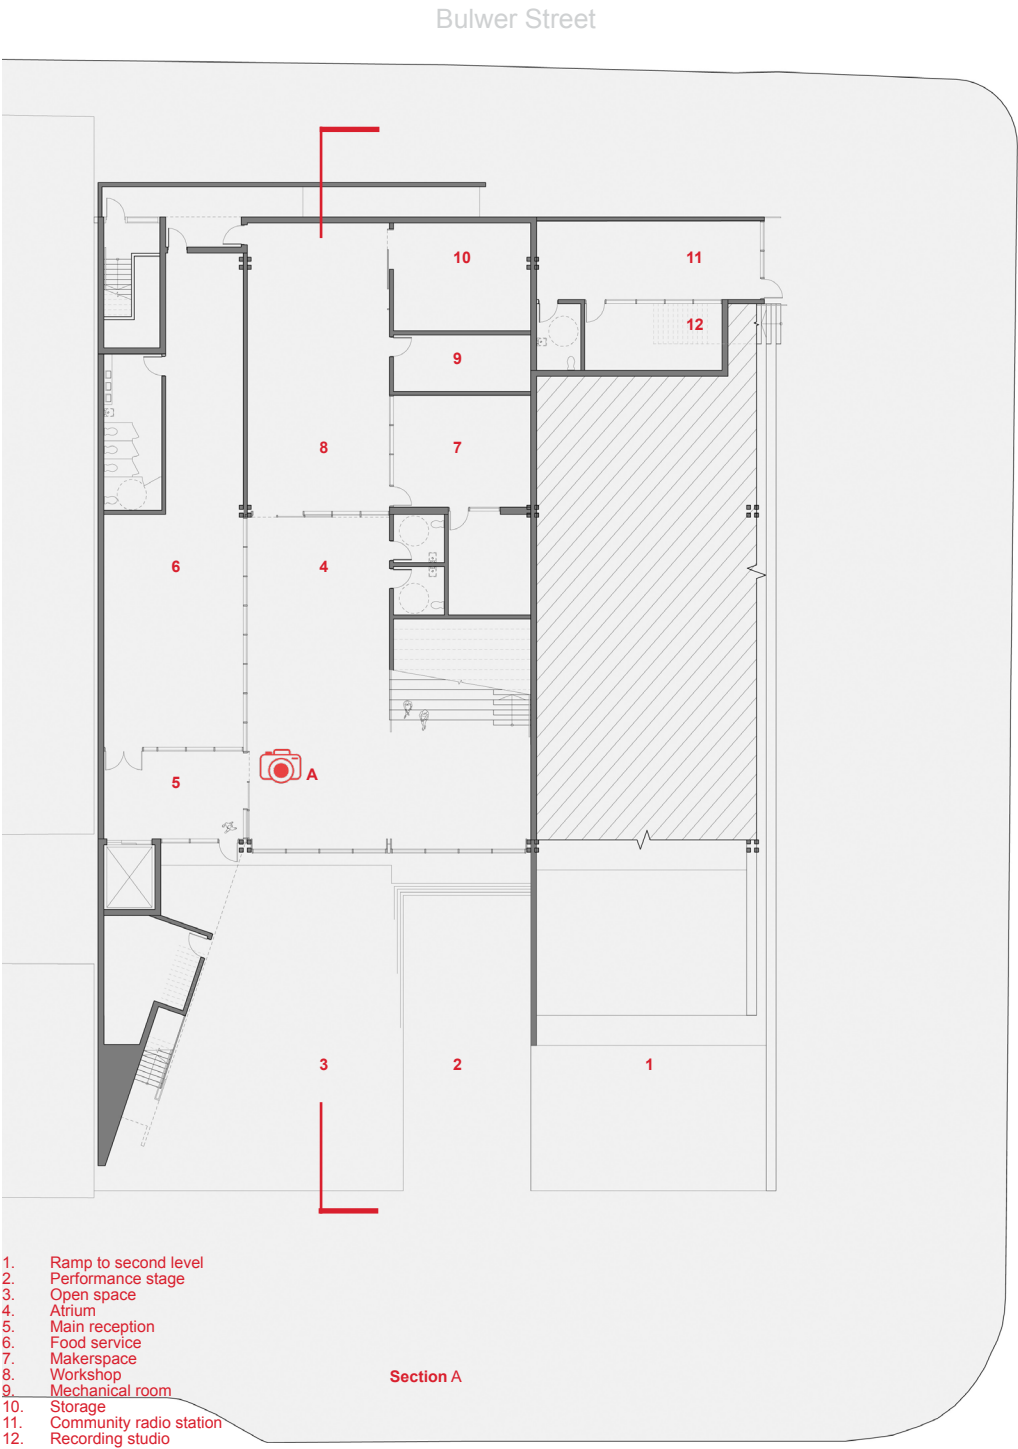 Bulwer Street
10
11
12
9
8
7
6
4
5
A
3
2
1
1. Ramp to second level
2. Performance stage
3. Open space
4. Atrium
5. Main reception
6. Food service
7. Makerspace
8. Workshop
9. Mechanical room
10. Storage
11. Community radio station
12. Recording studio
Section A